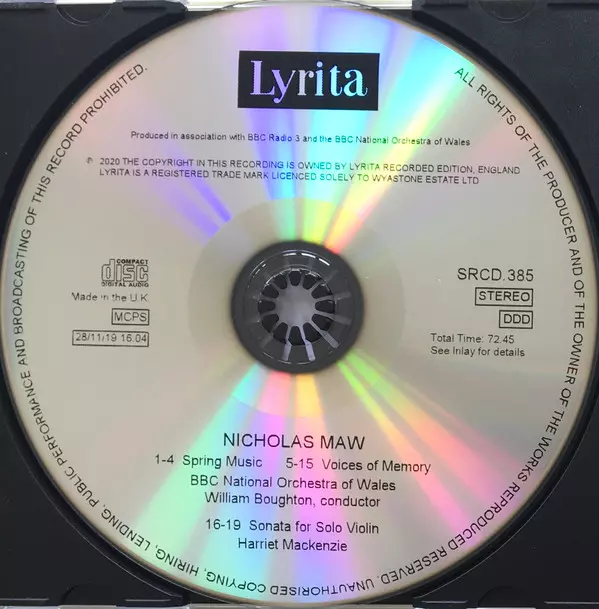 Lyrita
Produced in association with BBC Radio 3 and the BBC National Orchestra of Wales
℗ 2020 THE COPYRIGHT IN THIS RECORDING IS OWNED BY LYRITA RECORDED EDITION, ENGLAND
LYRITA IS A REGISTERED TRADE MARK LICENCED SOLELY TO WYASTONE ESTATE LTD
COMPACT
disc
DIGITAL AUDIO
Made in the U.K
MCPS
28/11/19 16.04
SRCD.385
STEREO
DDD
Total Time: 72.45
See Inlay for details
NICHOLAS MAW
1-4 Spring Music 5-15 Voices of Memory
BBC National Orchestra of Wales
William Boughton, conductor
16-19 Sonata for Solo Violin
Harriet Mackenzie
ALL RIGHTS OF THE PRODUCER AND OF THE OWNER OF THE WORKS REPRODUCED RESERVED. UNAUTHORISED COPYING, HIRING, LENDING, PUBLIC PERFORMANCE AND BROADCASTING OF THIS RECORD PROHIBITED.